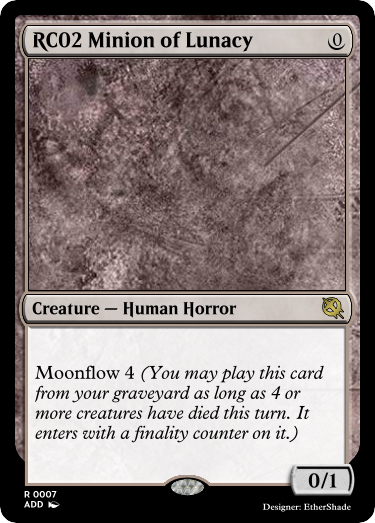 RC02 Minion of Lunacy 0
Creature — Human Horror
Moonflow 4 (You may play this card
from your graveyard as long as 4 or
more creatures have died this turn. It
enters with a finality counter on it.)
0/1
R 0007
ADD
Designer: EtherShade